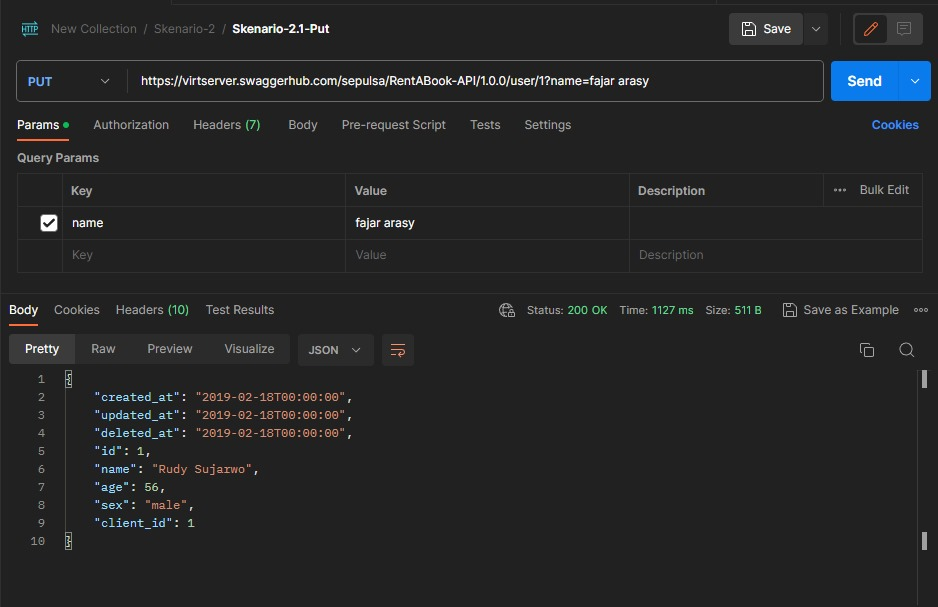 HTTP New Collection / Skenario-2 / Skenario-2.1-Put Save
PUT https://virtserver.swaggerhub.com/sepulsa/RentABook-API/1.0.0/user/1?name=fajar arasy Send
Params Authorization Headers (7) Body Pre-request Script Tests Settings Cookies
Query Params
Key Value Description ••• Bulk Edit
name fajar arasy
Key Value Description
Body Cookies Headers (10) Test Results Status: 200 OK Time: 1127 ms Size: 511 B Save as Example
Pretty Raw Preview Visualize JSON
1 {
2 "created_at": "2019-02-18T00:00:00",
3 "updated_at": "2019-02-18T00:00:00",
4 "deleted_at": "2019-02-18T00:00:00",
5 "id": 1,
6 "name": "Rudy Sujarwo",
7 "age": 56,
8 "sex": "male",
9 "client_id": 1
10 }